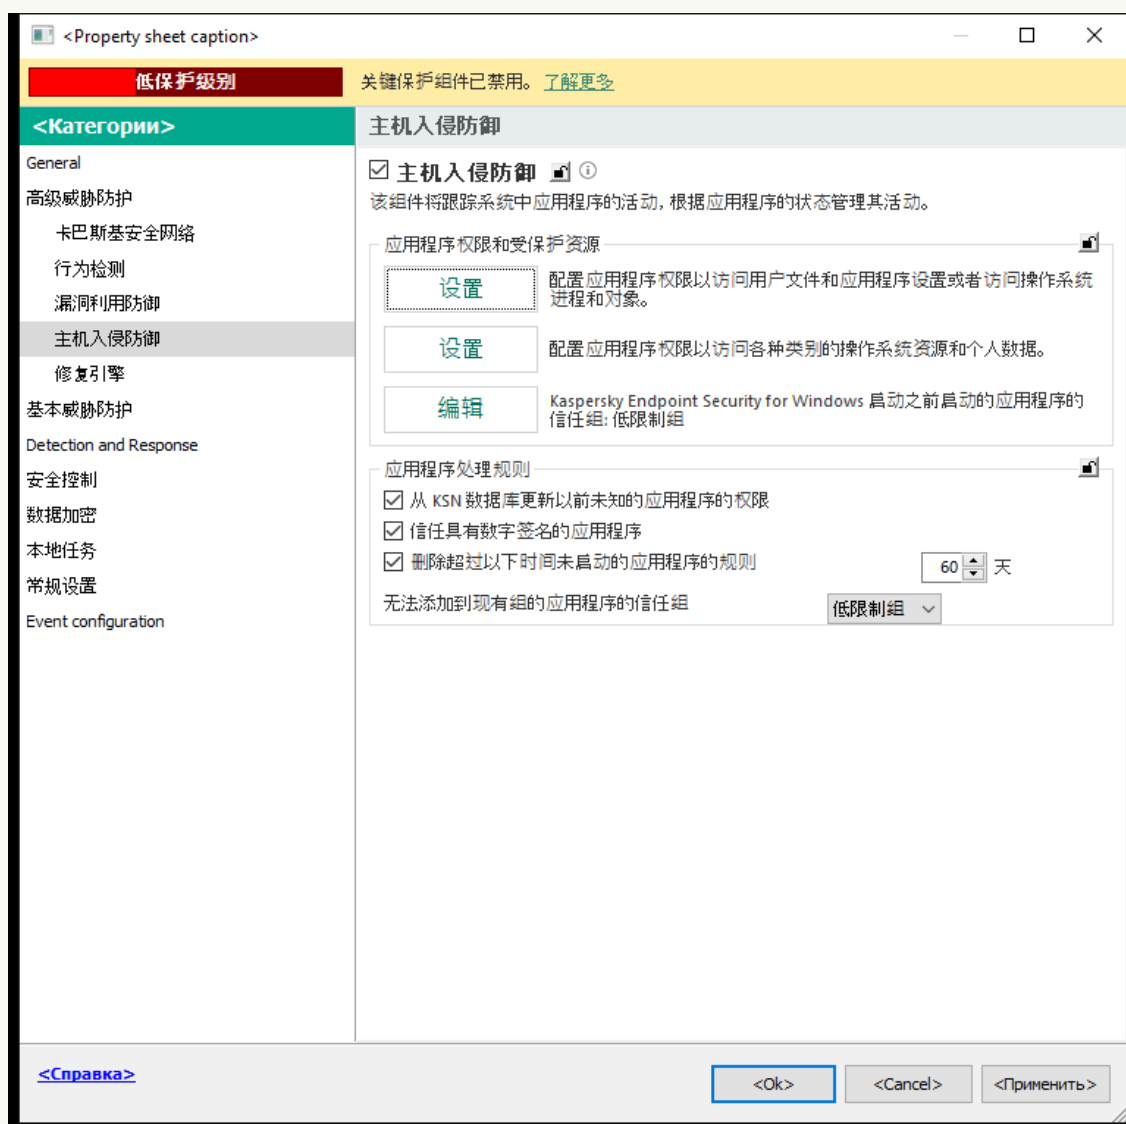 <Property sheet caption>
低保护级别
关键保护组件已禁用。 了解更多
<Категории>
General
高级威胁防护
卡巴斯基安全网络
行为检测
漏洞利用防御
主机入侵防御
修复引擎
基本威胁防护
Detection and Response
安全控制
数据加密
本地任务
常规设置
Event configuration
主机入侵防御
主机入侵防御
该组件将跟踪系统中应用程序的活动, 根据应用程序的状态管理其活动。
应用程序权限和受保护资源
设置
配置应用程序权限以访问用户文件和应用程序设置或者访问操作系统
进程和对象。
设置
配置应用程序权限以访问各种类别的操作系统资源和个人数据。
编辑
Kaspersky Endpoint Security for Windows 启动之前启动的应用程序的
信任组: 低限制组
应用程序处理规则
从 KSN 数据库更新以前未知的应用程序的权限
信任具有数字签名的应用程序
删除超过以下时间未启动的应用程序的规则
60 天
无法添加到现有组的应用程序的信任组
低限制组
<Справка>
<Ok>
<Cancel>
<Применить>